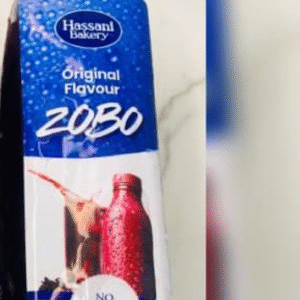 Hassani
Bakery
Original
Flavour
ZOBO
NO